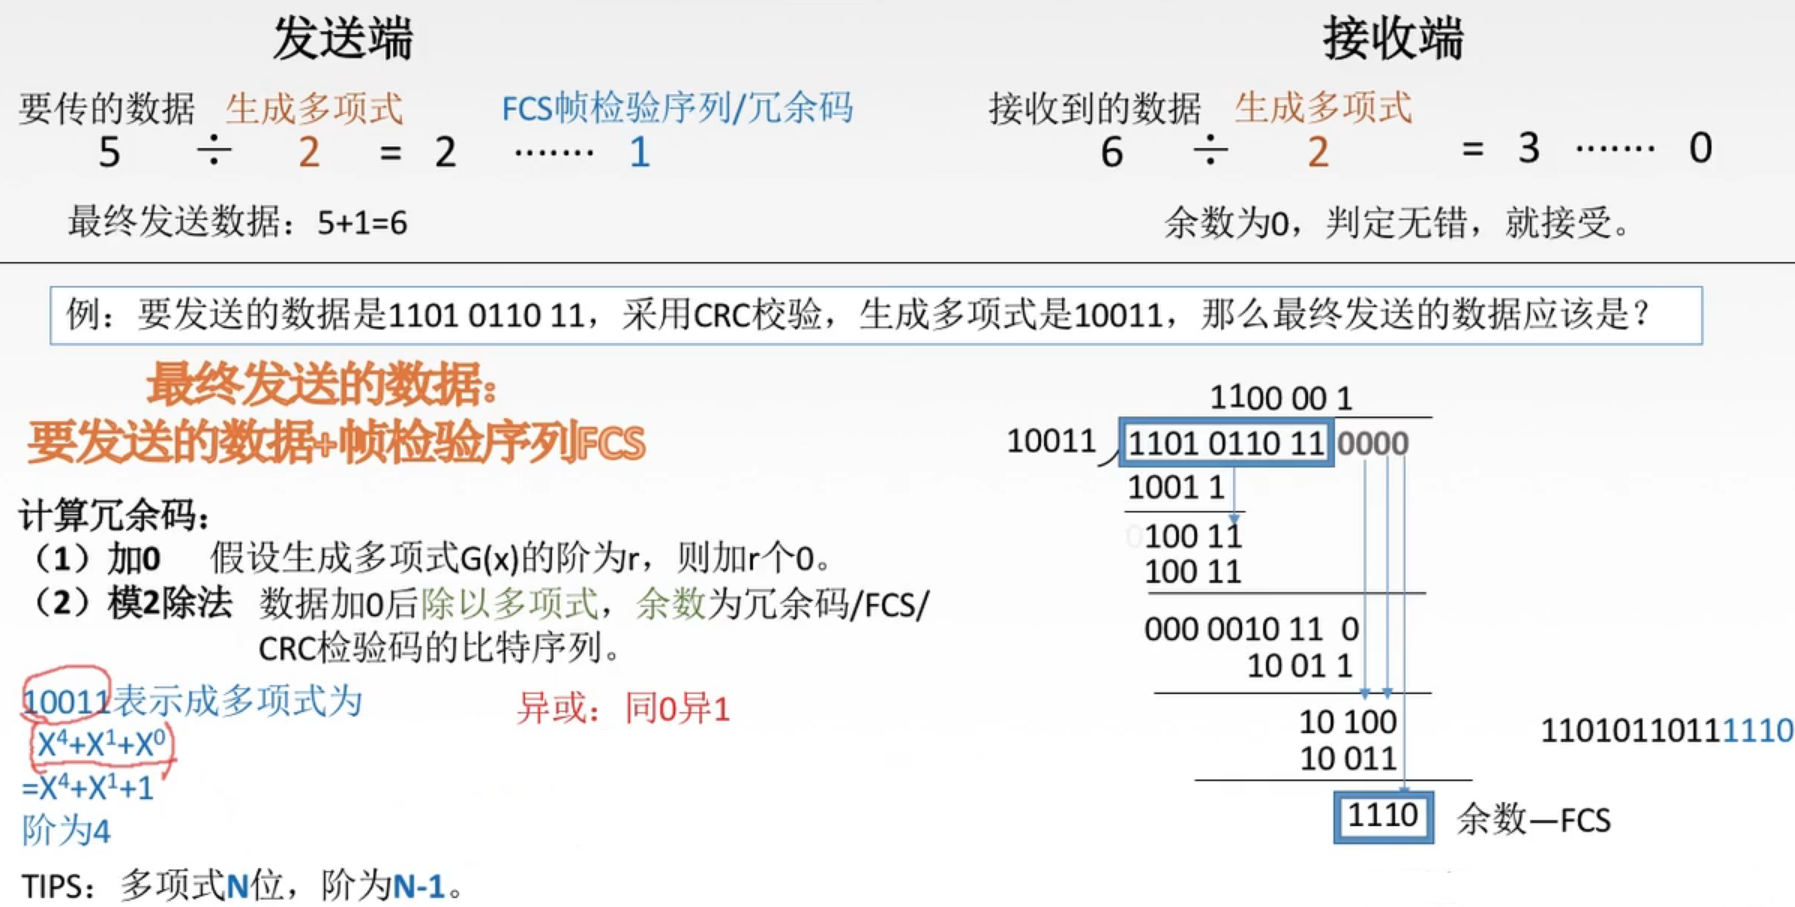 发送端
要传的数据 生成多项式 FCS帧检验序列/冗余码
5 ÷ 2 = 2 ······· 1
最终发送数据：5+1=6
接收端
接收到的数据 生成多项式
6 ÷ 2 = 3 ······· 0
余数为0，判定无错，就接受。
例：要发送的数据是1101 0110 11，采用CRC校验，生成多项式是10011，那么最终发送的数据应该是？
最终发送的数据：
要发送的数据+帧检验序列FCS
计算冗余码：
（1）加0 假设生成多项式G(x)的阶为r，则加r个0。
（2）模2除法 数据加0后除以多项式，余数为冗余码/FCS/
CRC检验码的比特序列。
10011表示成多项式为
X⁴+X¹+X⁰
=X⁴+X¹+1
阶为4
异或：同0异1
TIPS：多项式N位，阶为N-1。
1100 00 1
10011 1101 0110 11 0000
1001 1
0100 11
100 11
000 0010 11 0
10 01 1
10 100
10 011
1110 余数—FCS
11010110111110